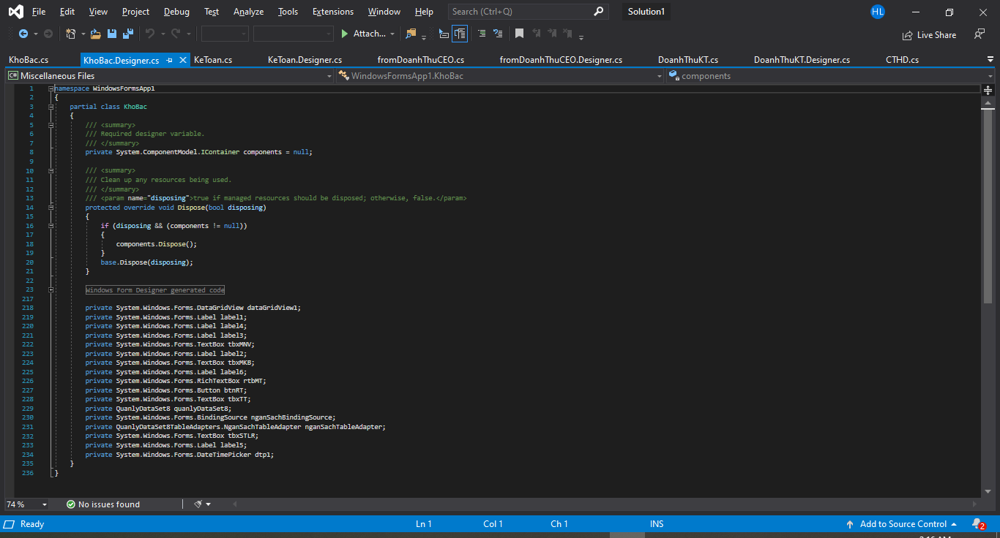 File Edit View Project Debug Test Analyze Tools Extensions Window Help Search (Ctrl+Q) Solution1 HL
Attach... Live Share
KhoBac.cs KhoBac.Designer.cs KeToan.cs KeToan.Designer.cs fromDoanhThuCEO.cs fromDoanhThuCEO.Designer.cs DoanhThuKT.cs DoanhThuKT.Designer.cs CTHD.cs
C# Miscellaneous Files WindowsFormsApp1.KhoBac components
1 namespace WindowsFormsApp1
2 {
3 partial class KhoBac
4 {
5 /// <summary>
6 /// Required designer variable.
7 /// </summary>
8 private System.ComponentModel.IContainer components = null;
9
10 /// <summary>
11 /// Clean up any resources being used.
12 /// </summary>
13 /// <param name="disposing">true if managed resources should be disposed; otherwise, false.</param>
14 protected override void Dispose(bool disposing)
15 {
16 if (disposing && (components != null))
17 {
18 components.Dispose();
19 }
20 base.Dispose(disposing);
21 }
22
23 Windows Form Designer generated code
217
218 private System.Windows.Forms.DataGridView dataGridView1;
219 private System.Windows.Forms.Label label1;
220 private System.Windows.Forms.Label label4;
221 private System.Windows.Forms.Label label3;
222 private System.Windows.Forms.TextBox tbxMNV;
223 private System.Windows.Forms.Label label2;
224 private System.Windows.Forms.TextBox tbxMKB;
225 private System.Windows.Forms.Label label6;
226 private System.Windows.Forms.RichTextBox rtbMT;
227 private System.Windows.Forms.Button btnRT;
228 private System.Windows.Forms.TextBox tbxTT;
229 private QuanlyDataSet8 quanlyDataSet8;
230 private System.Windows.Forms.BindingSource nganSachBindingSource;
231 private QuanlyDataSet8TableAdapters.NganSachTableAdapter nganSachTableAdapter;
232 private System.Windows.Forms.TextBox tbxSTLR;
233 private System.Windows.Forms.Label label5;
234 private System.Windows.Forms.DateTimePicker dtp1;
235 }
236 }
74 % No issues found
Ready Ln 1 Col 1 Ch 1 INS Add to Source Control 2